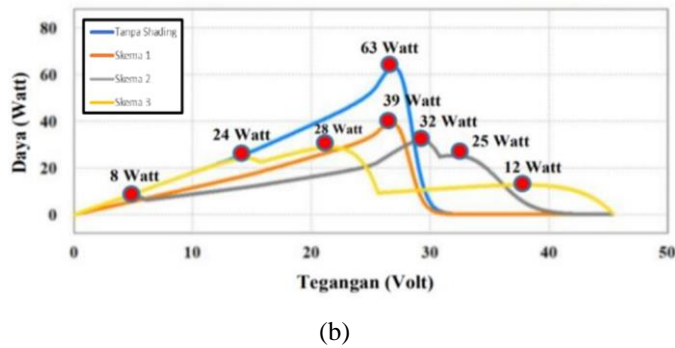 80
60
40
20
0
Daya (Watt)
Tanpa Shading
Skema 1
Skema 2
Skema 3
63 Watt
39 Watt
24 Watt
28 Watt
32 Watt
25 Watt
8 Watt
12 Watt
0 10 20 30 40 50
Tegangan (Volt)
(b)